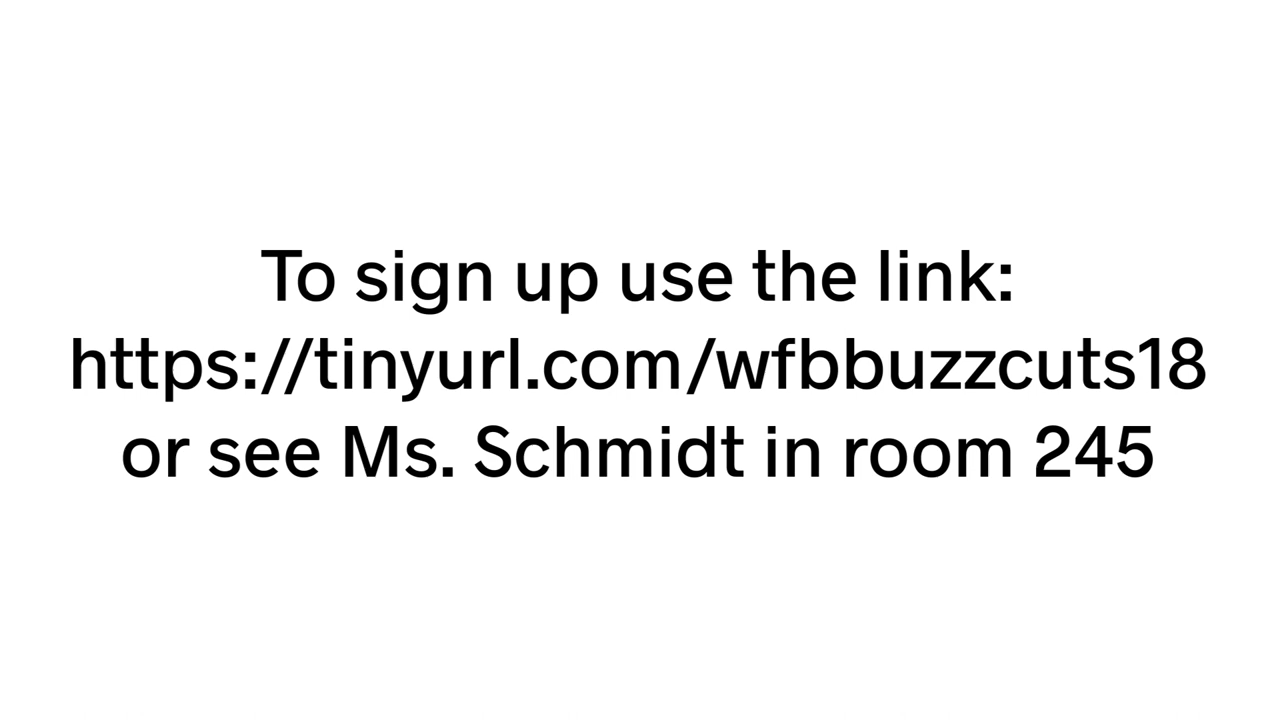 To sign up use the link:
https://tinyurl.com/wfbbuzzcuts18
or see Ms. Schmidt in room 245